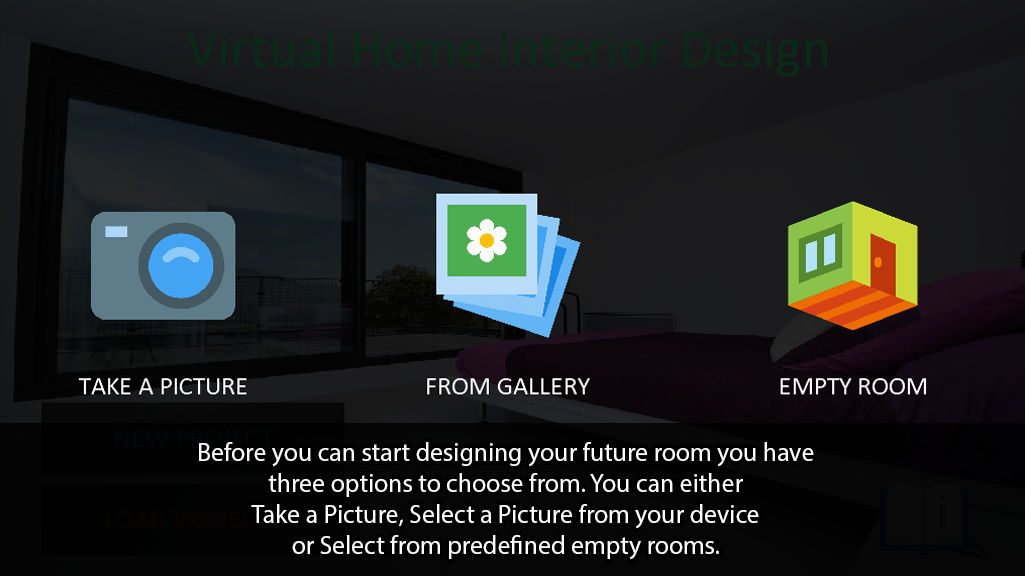 Virtual Home Interior Design
TAKE A PICTURE
FROM GALLERY
EMPTY ROOM
NEW PROJECT
LOAD PROJECT
Before you can start designing your future room you have
three options to choose from. You can either
Take a Picture, Select a Picture from your device
or Select from predefined empty rooms.